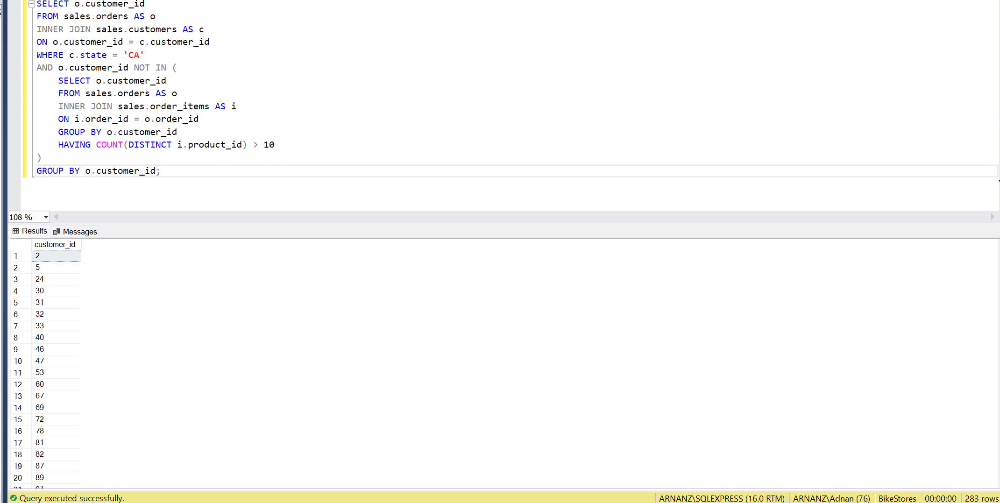 SELECT o.customer_id
FROM sales.orders AS o
INNER JOIN sales.customers AS c
ON o.customer_id = c.customer_id
WHERE c.state = 'CA'
AND o.customer_id NOT IN (
SELECT o.customer_id
FROM sales.orders AS o
INNER JOIN sales.order_items AS i
ON i.order_id = o.order_id
GROUP BY o.customer_id
HAVING COUNT(DISTINCT i.product_id) > 10
)
GROUP BY o.customer_id;
108 %
Results Messages
customer_id
1 2
2 5
3 24
4 30
5 31
6 32
7 33
8 40
9 46
10 47
11 53
12 60
13 67
14 69
15 72
16 78
17 81
18 82
19 87
20 89
21 91
Query executed successfully. ARNANZ\SQLEXPRESS (16.0 RTM) ARNANZ\Adnan (76) BikeStores 00:00:00 283 rows